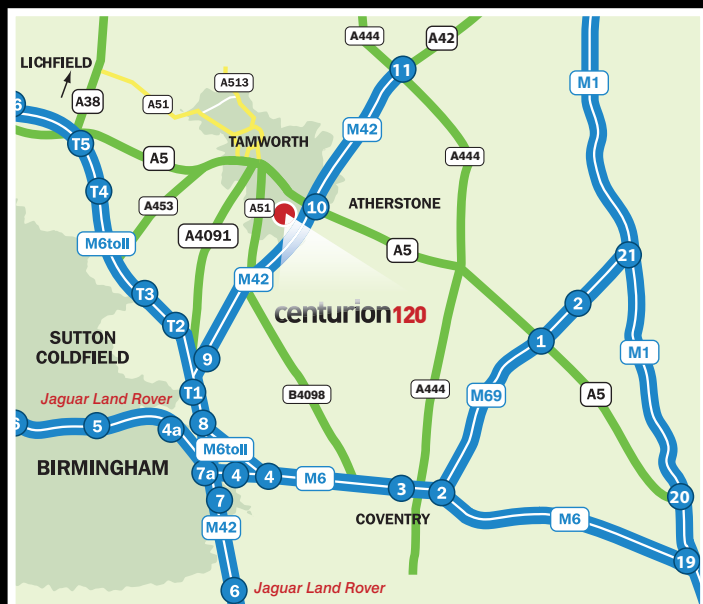 A444
A42
LICHFIELD
11
M1
A513
A51
A38
6
M42
TAMWORTH
T5
A5
A444
T4
A453
A51
10
ATHERSTONE
A4091
M6toll
A5
21
M42
T3
2
centurion120
T2
1
SUTTON
COLDFIELD
M1
9
T1
M69
B4098
A444
A5
Jaguar Land Rover
8
6
5
4a
M6toll
BIRMINGHAM
7a
4
4
M6
3
2
20
7
COVENTRY
M6
M42
19
6
Jaguar Land Rover